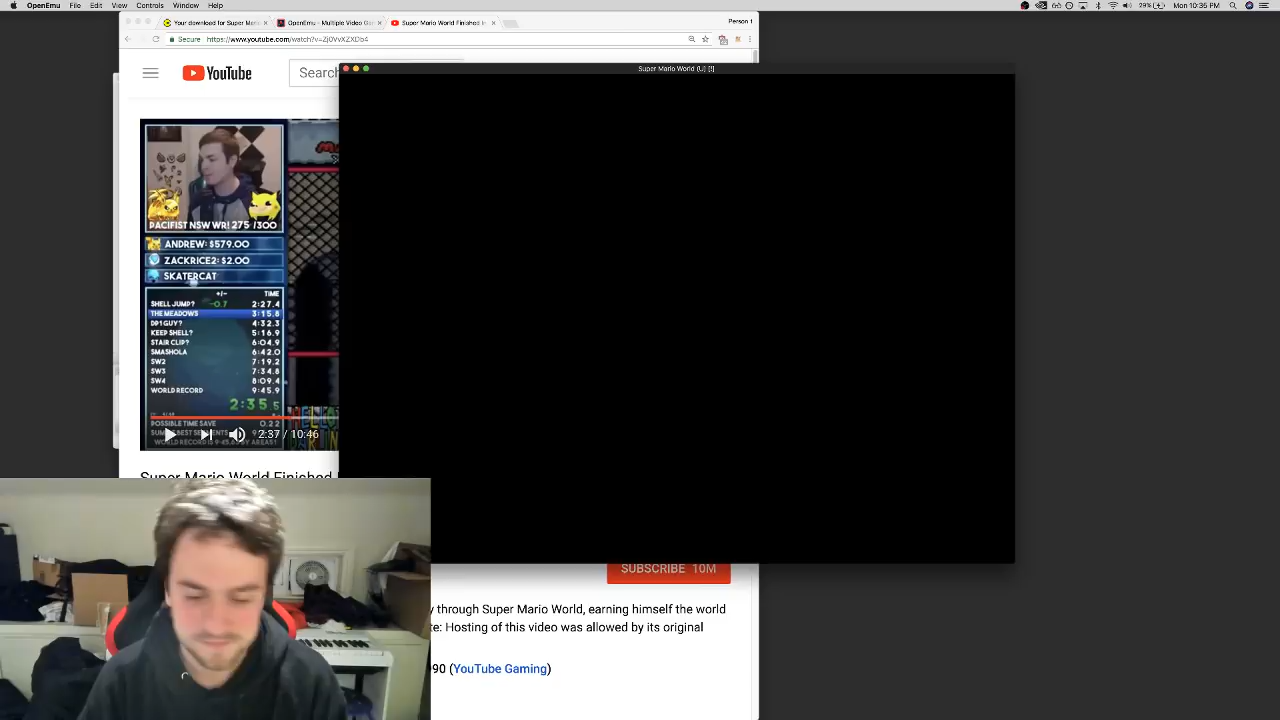 OpenEmu File Edit View Controls Window Help
29% Mon 10:35 PM
Your download for Super Mari
OpenEmu - Multiple Video Gam
Super Mario World Finished in
Person 1
Secure https://www.youtube.com/watch?v=Zj0VvXZXDb4
YouTube
Search
Super Mario World (U) [!]
PACIFIST NSW WR! 275 /300
ANDREW: $579.00
ZACKRICE2: $2.00
SKATERCAT
+/- TIME
SHELL JUMP? -0.7 2:27.4
THE MEADOWS 3:15.8
DP1 GUY? 4:32.3
KEEP SHELL? 5:16.9
STAIR CLIP? 6:04.9
SMASHOLA 6:42.0
SW2 7:19.2
SW3 7:34.8
SW4 8:09.4
WORLD RECORD 9:45.9
2:35.5
POSSIBLE TIME SAVE 0.22
2:37 / 10:46
Super Mario World Finished
SUBSCRIBE 10M
y through Super Mario World, earning himself the world
te: Hosting of this video was allowed by its original
90 (YouTube Gaming)